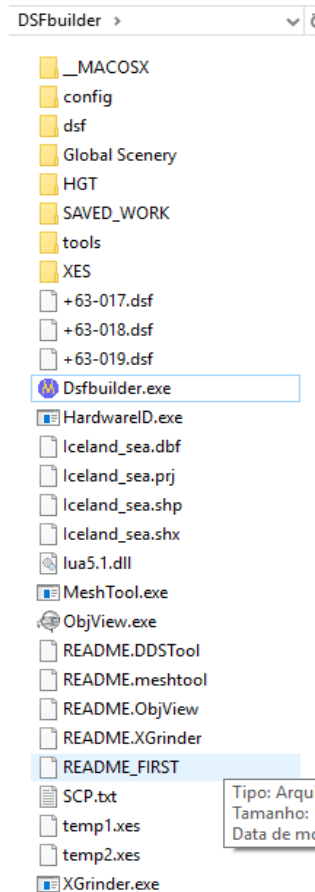 DSFbuilder
__MACOSX
config
dsf
Global Scenery
HGT
SAVED_WORK
tools
XES
+63-017.dsf
+63-018.dsf
+63-019.dsf
Dsfbuilder.exe
HardwareID.exe
Iceland_sea.dbf
Iceland_sea.prj
Iceland_sea.shp
Iceland_sea.shx
lua5.1.dll
MeshTool.exe
ObjView.exe
README.DDSTool
README.meshtool
README.ObjView
README.XGrinder
README_FIRST
SCP.txt
Tipo: Arqui
Tamanho:
Data de mo
temp1.xes
temp2.xes
XGrinder.exe